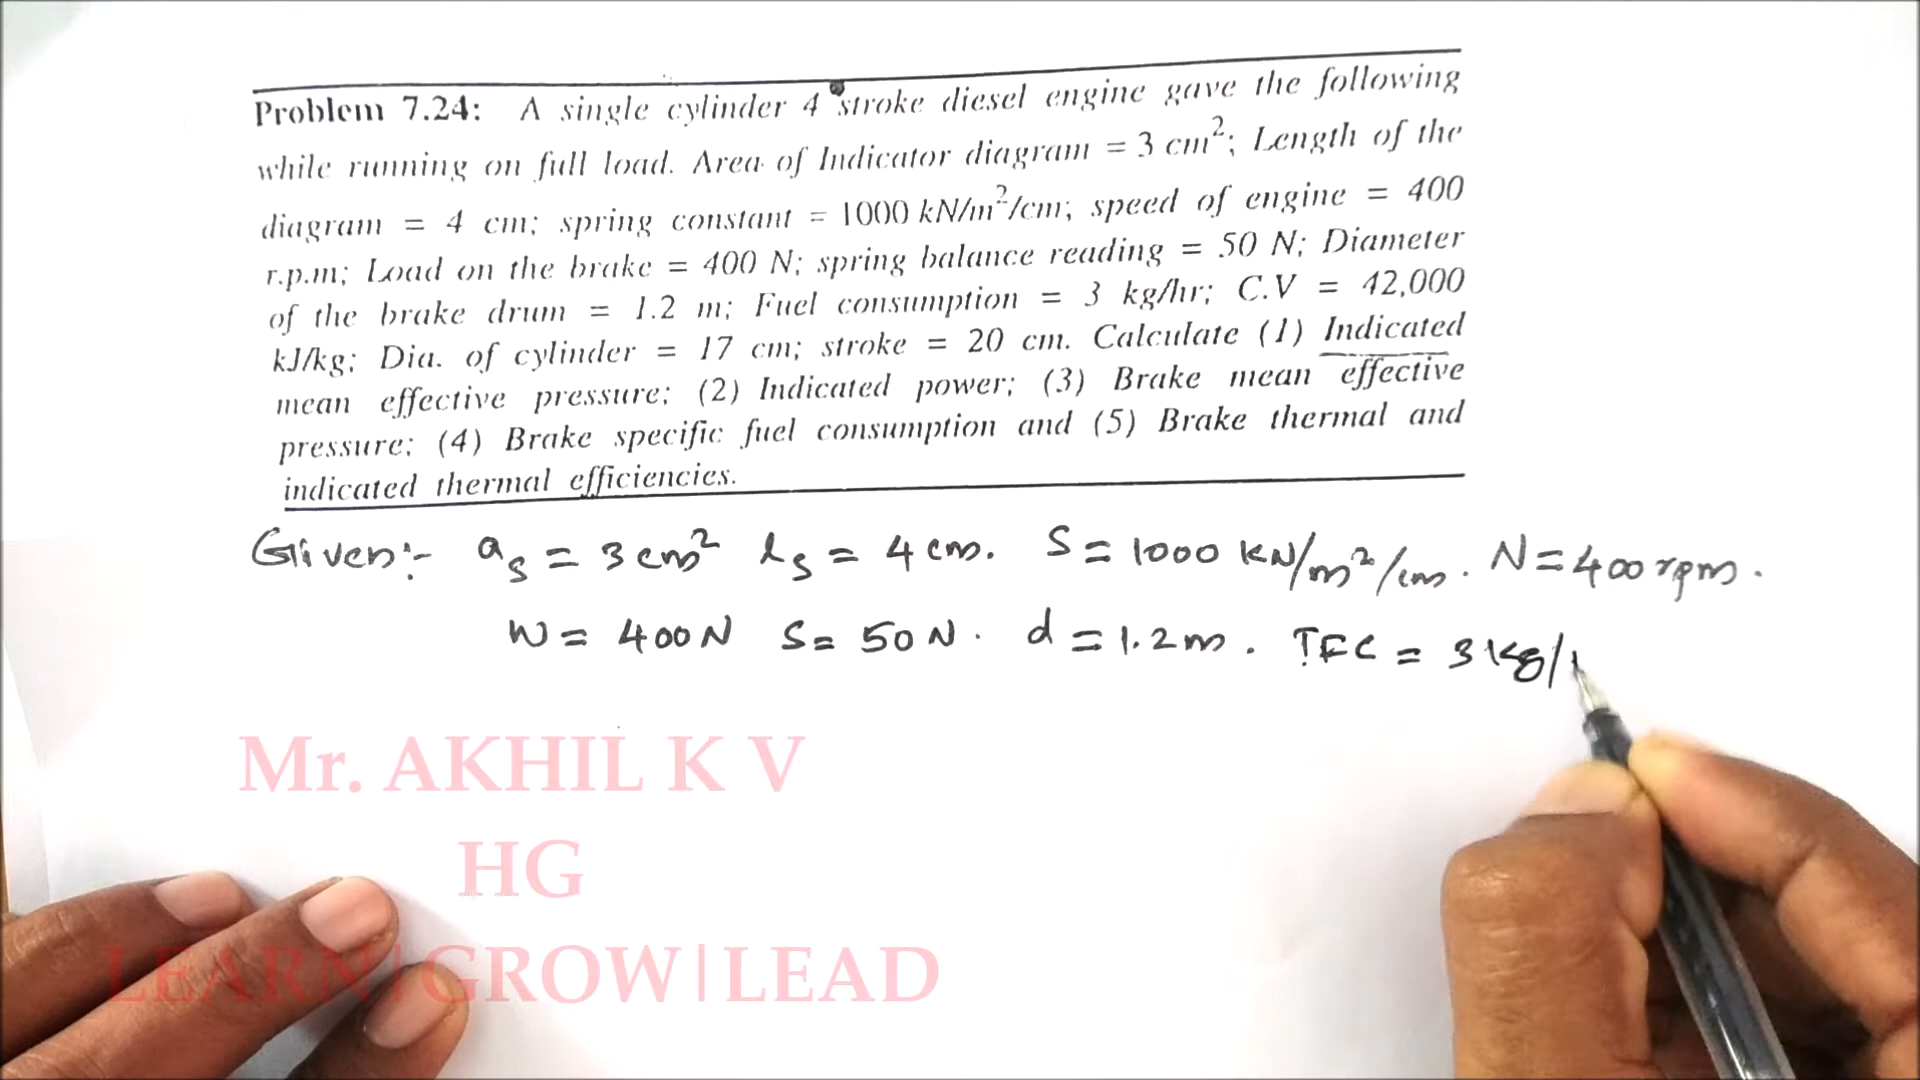 Problem 7.24: A single cylinder 4 stroke diesel engine gave the following
while running on full load. Area of Indicator diagram = 3 cm²; Length of the
diagram = 4 cm; spring constant = 1000 kN/m²/cm; speed of engine = 400
r.p.m; Load on the brake = 400 N; spring balance reading = 50 N; Diameter
of the brake drum = 1.2 m; Fuel consumption = 3 kg/hr; C.V = 42,000
kJ/kg; Dia. of cylinder = 17 cm; stroke = 20 cm. Calculate (1) Indicated
mean effective pressure; (2) Indicated power; (3) Brake mean effective
pressure; (4) Brake specific fuel consumption and (5) Brake thermal and
indicated thermal efficiencies.
Given:- a_s = 3 cm² l_s = 4 cm. S = 1000 KN/m²/cm. N = 400 rpm.
W = 400 N S = 50 N. d = 1.2 m. TFC = 3 Kg/
Mr. AKHIL K V
HG
LEARN|GROW|LEAD